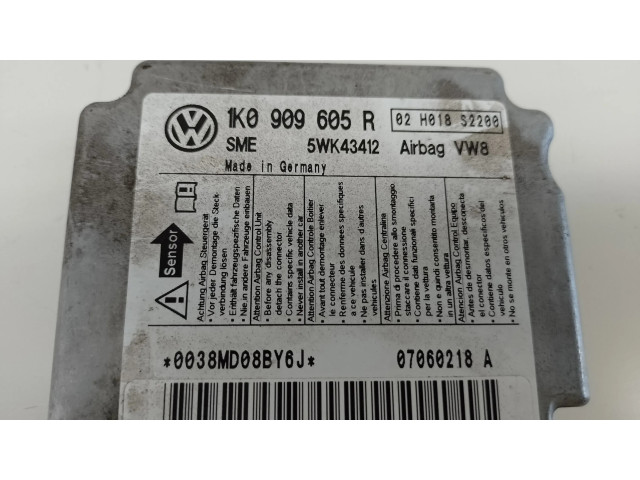 1K0 909 605 R
02 H018 S2200
SME 5WK43412 Airbag VW8
Made in Germany
Sensor
Achtung Airbag Steuergerät
• Vor jeder Demontage die Steck-
verbindung lösen
• Enthält fahrzeugspezifische Daten
• Nie in andere Fahrzeuge einbauen
Attention Airbag Control Unit
• Before any disassembly
detach the connector
• Contains specific vehicle data
• Never install in another car
Attention Airbag Controle Boitier
• Avant tout demontage enlever
le connecteur
• Renferme des données specifiques
a ce vehicule
• Ne pas installer dans d'autres
vehicules
Attenzione Airbag Centralina
• Prima di procedere allo smontaggio
staccare il connessione
• Contiene dati funzionali specifici
per la vettura
• Non e quindi consentito montarla
in un altra vettura
Atencion Airbag Control Equipo
• Antes de desmontar, desconecta
el conector
• Contiene datos especificos del
vehiculo
• No se monte en otros vehiculos
*0038MD08BY6J*
07060218 A